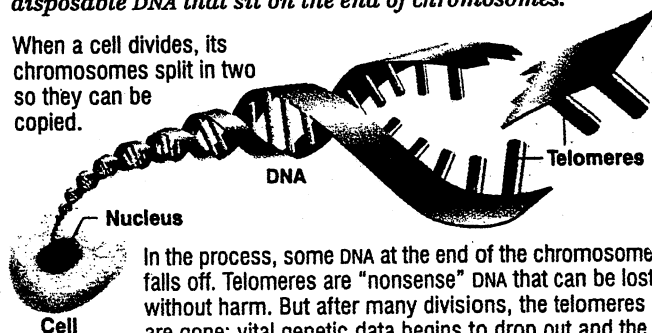 disposable DNA that sit on the end of chromosomes.
When a cell divides, its
chromosomes split in two
so they can be
copied.
DNA
Telomeres
Nucleus
In the process, some DNA at the end of the chromosome
falls off. Telomeres are "nonsense" DNA that can be lost
without harm. But after many divisions, the telomeres
Cell
are gone; vital genetic data begins to drop out and the